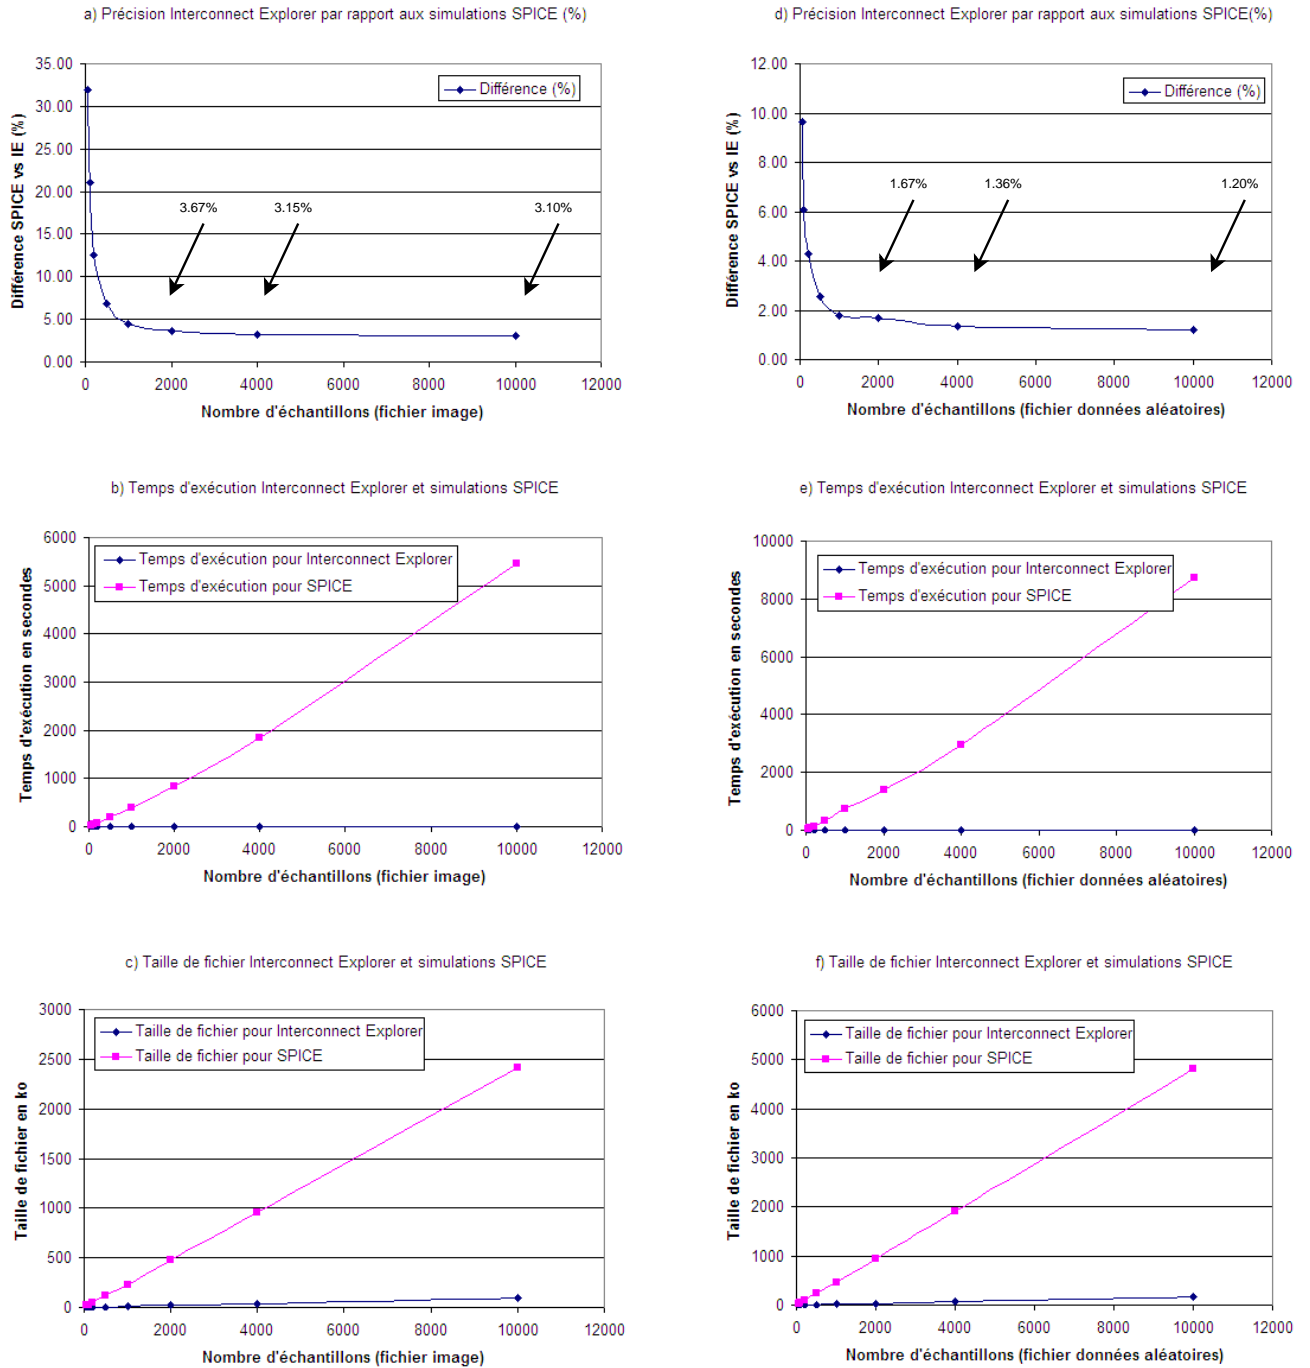 a) Précision Interconnect Explorer par rapport aux simulations SPICE (%)
35.00
30.00
25.00
20.00
15.00
10.00
5.00
0.00
Différence SPICE vs IE (%)
Différence (%)
3.67%
3.15%
3.10%
0 2000 4000 6000 8000 10000 12000
Nombre d'échantillons (fichier image)
d) Précision Interconnect Explorer par rapport aux simulations SPICE(%)
12.00
10.00
8.00
6.00
4.00
2.00
0.00
Différence SPICE vs IE (%)
Différence (%)
1.67%
1.36%
1.20%
0 2000 4000 6000 8000 10000 12000
Nombre d'échantillons (fichier données aléatoires)
b) Temps d'exécution Interconnect Explorer et simulations SPICE
6000
5000
4000
3000
2000
1000
0
Temps d'exécution en secondes
Temps d'exécution pour Interconnect Explorer
Temps d'exécution pour SPICE
0 2000 4000 6000 8000 10000 12000
Nombre d'échantillons (fichier image)
e) Temps d'exécution Interconnect Explorer et simulations SPICE
10000
8000
6000
4000
2000
0
Temps d'exécution en secondes
Temps d'exécution pour Interconnect Explorer
Temps d'exécution pour SPICE
0 2000 4000 6000 8000 10000 12000
Nombre d'échantillons (fichier données aléatoires)
c) Taille de fichier Interconnect Explorer et simulations SPICE
3000
2500
2000
1500
1000
500
0
Taille de fichier en ko
Taille de fichier pour Interconnect Explorer
Taille de fichier pour SPICE
0 2000 4000 6000 8000 10000 12000
Nombre d'échantillons (fichier image)
f) Taille de fichier Interconnect Explorer et simulations SPICE
6000
5000
4000
3000
2000
1000
0
Taille de fichier en ko
Taille de fichier pour Interconnect Explorer
Taille de fichier pour SPICE
0 2000 4000 6000 8000 10000 12000
Nombre d'échantillons (fichier données aléatoires)